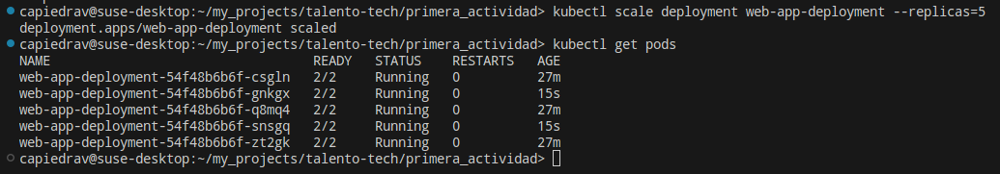 capiedrav@suse-desktop:~/my_projects/talento-tech/primera_actividad> kubectl scale deployment web-app-deployment --replicas=5
deployment.apps/web-app-deployment scaled
capiedrav@suse-desktop:~/my_projects/talento-tech/primera_actividad> kubectl get pods
NAME READY STATUS RESTARTS AGE
web-app-deployment-54f48b6b6f-csgln 2/2 Running 0 27m
web-app-deployment-54f48b6b6f-gnkgx 2/2 Running 0 15s
web-app-deployment-54f48b6b6f-q8mq4 2/2 Running 0 27m
web-app-deployment-54f48b6b6f-snsgq 2/2 Running 0 15s
web-app-deployment-54f48b6b6f-zt2gk 2/2 Running 0 27m
capiedrav@suse-desktop:~/my_projects/talento-tech/primera_actividad>